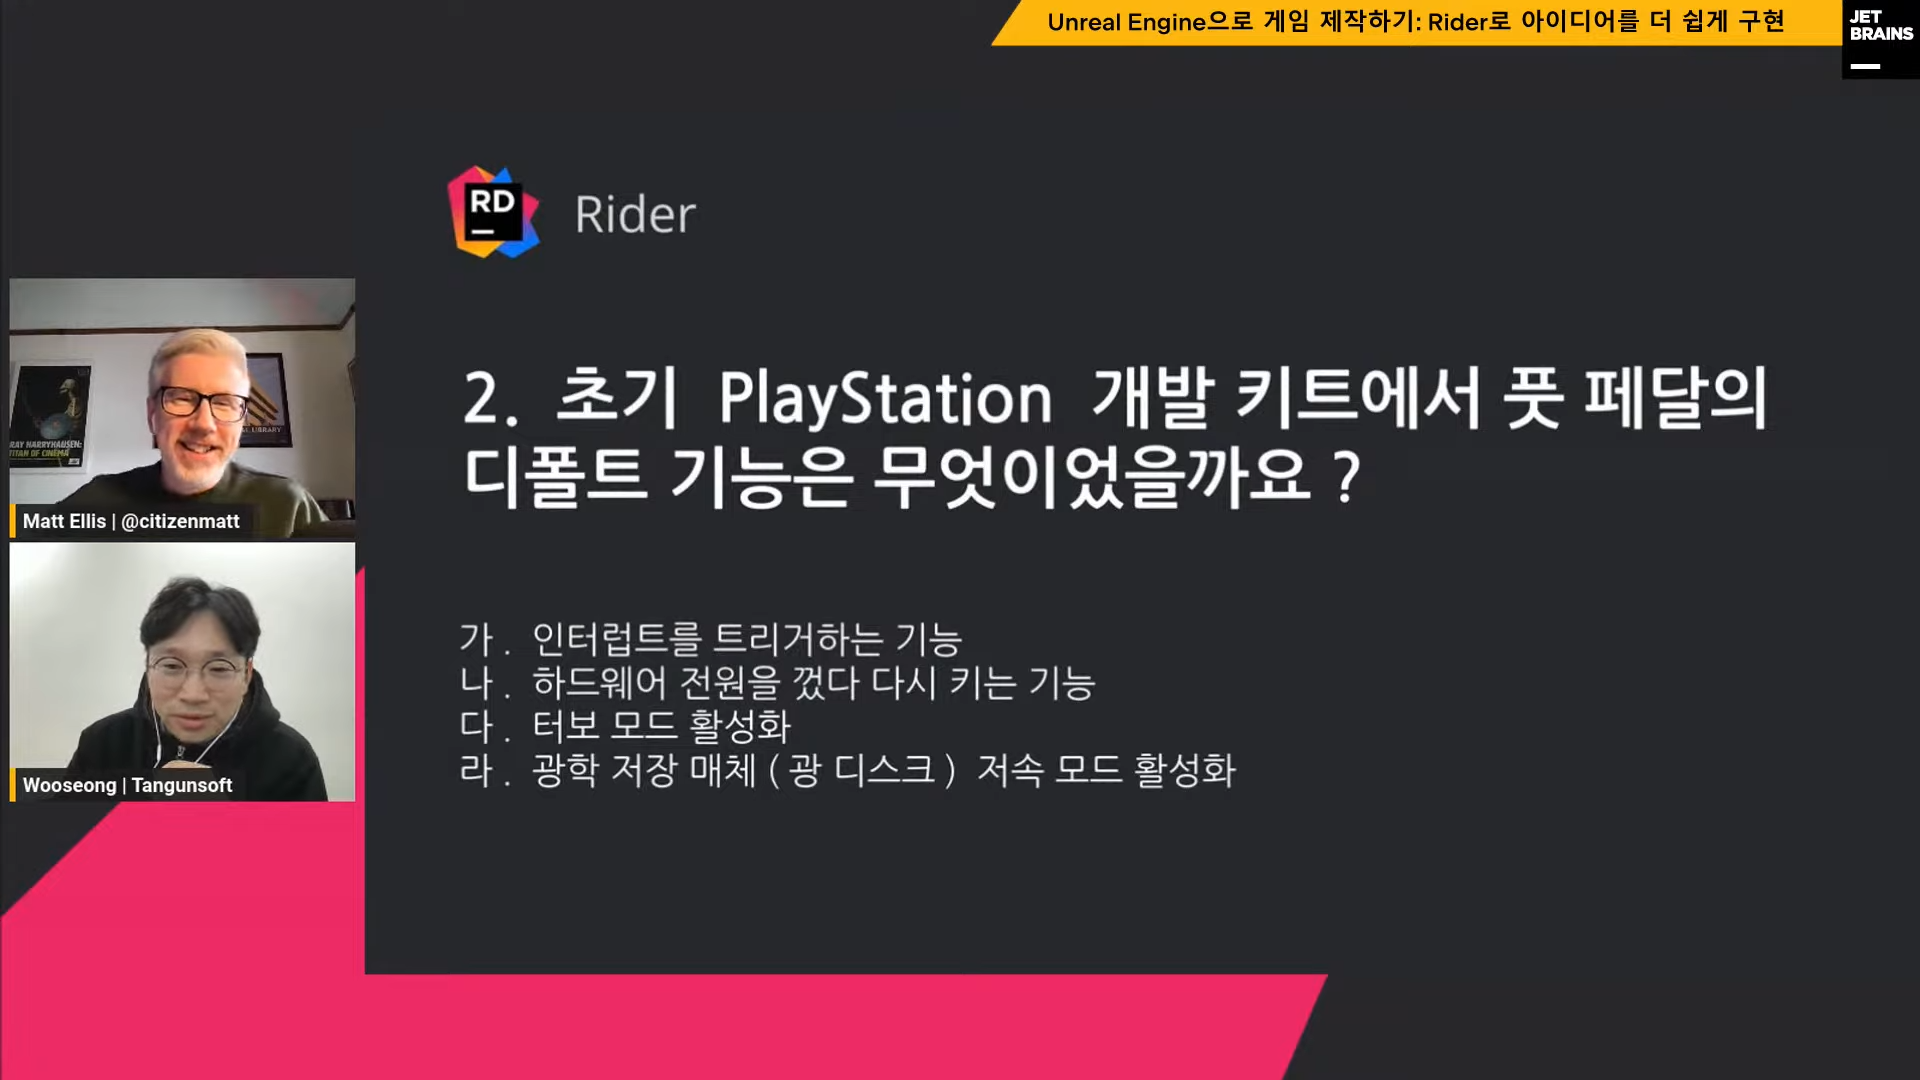 Unreal Engine으로 게임 제작하기: Rider로 아이디어를 더 쉽게 구현
JET
BRAINS
RD
Rider
2. 초기 PlayStation 개발 키트에서 풋 페달의
디폴트 기능은 무엇이었을까요 ?
가 . 인터럽트를 트리거하는 기능
나 . 하드웨어 전원을 껐다 다시 키는 기능
다 . 터보 모드 활성화
라 . 광학 저장 매체 ( 광 디스크 ) 저속 모드 활성화
RAY HARRYHAUSEN:
TITAN OF CINEMA
LIBRARY
Matt Ellis | @citizenmatt
Wooseong | Tangunsoft